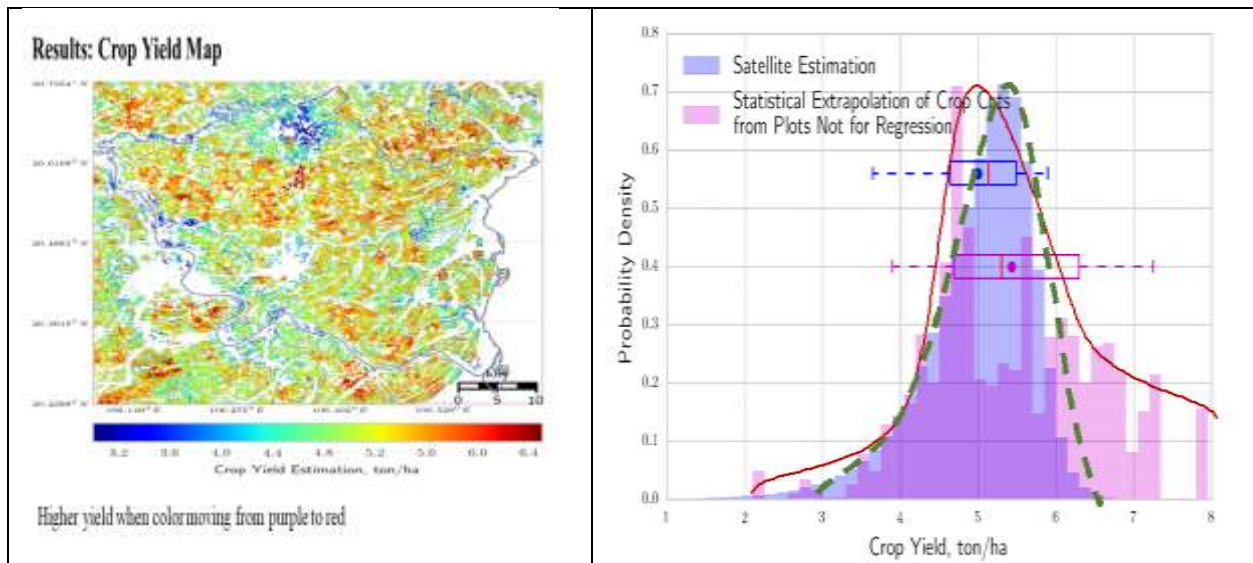 Results: Crop Yield Map
10
3.2 3.6 4.0 4.4 4.8 5.2 5.6 6.0 6.4
Crop Yield Estimation, ton/ha
Higher yield when color moving from purple to red
0.8
0.7
0.6
0.5
0.4
0.3
0.2
0.1
0.0
Probability Density
Satellite Estimation
Statistical Extrapolation of Crop Cuts
from Plots Not for Regression
1 2 3 4 5 6 7 8
Crop Yield, ton/ha